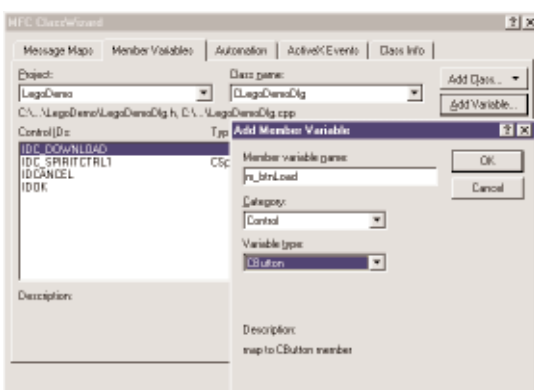 MFC ClassWizard
Message Maps Member Variables Automation ActiveX Events Class Info
Project: Class name: Add Class...
LegoDemo CLegoDemoDlg Add Variable...
C:\...\LegoDemo\LegoDemoDlg.h, C:\...\LegoDemoDlg.cpp
Control IDs: Typ
IDC_DOWNLOAD
IDC_SPIRITCTRL1 CSp
IDCANCEL
IDOK
Description:
Add Member Variable
Member variable name: OK
m_btnLoad Cancel
Category:
Control
Variable type:
CButton
Description:
map to CButton member